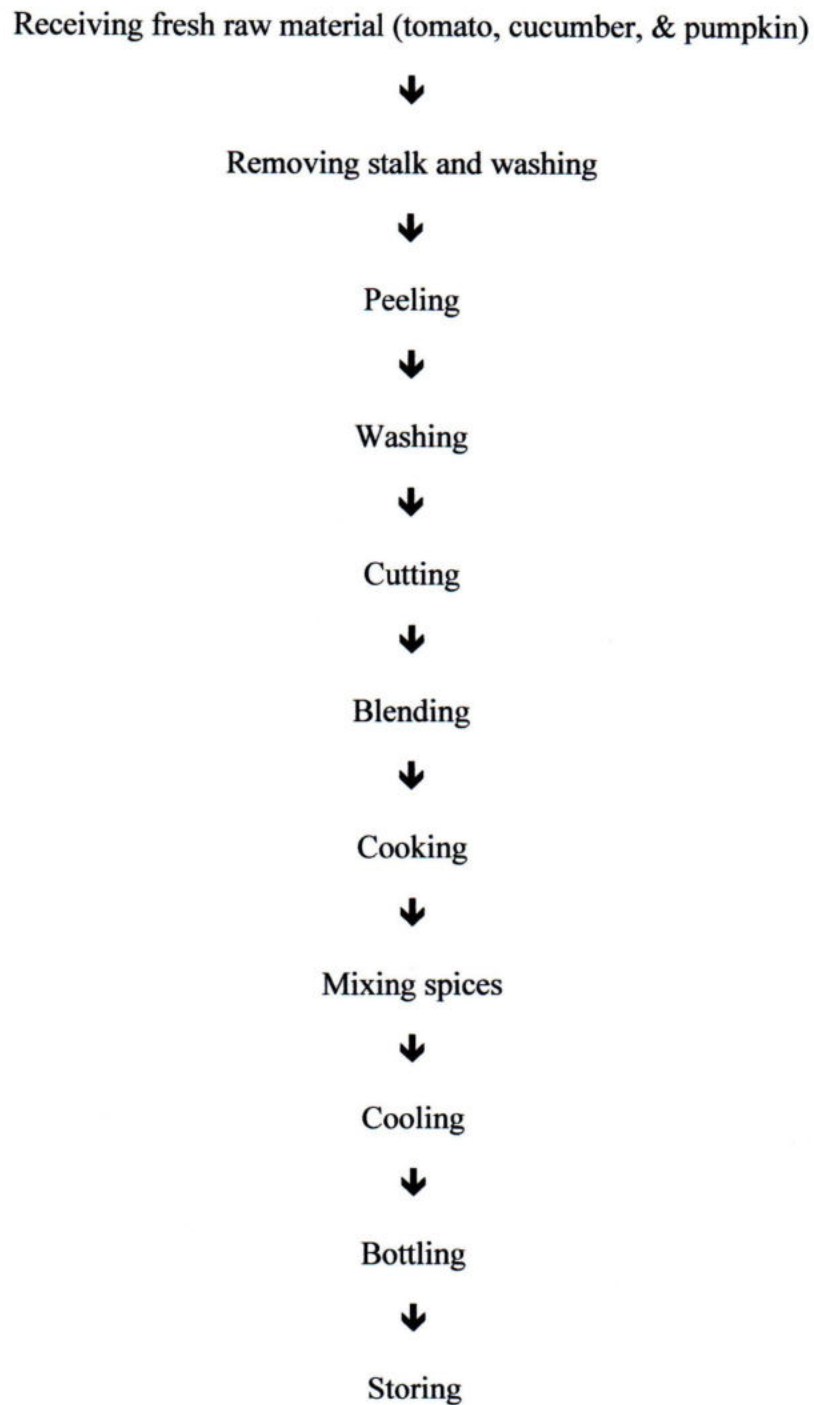 Receiving fresh raw material (tomato, cucumber, & pumpkin)
Removing stalk and washing
Peeling
Washing
Cutting
Blending
Cooking
Mixing spices
Cooling
Bottling
Storing